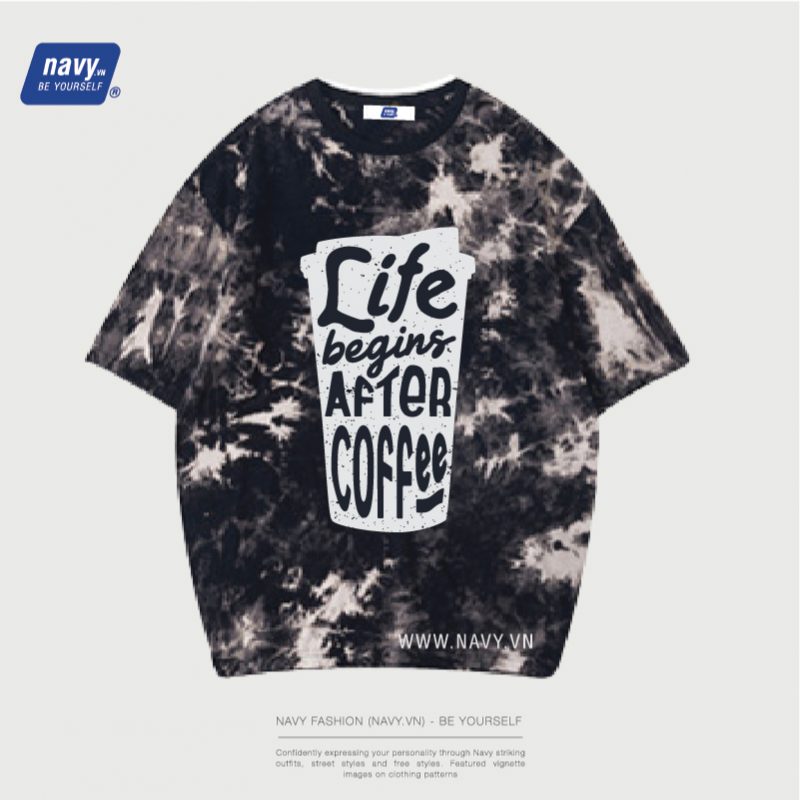 navy.vn
BE YOURSELF
®
navy
Life
begins
AFTER
COFFee
WWW.NAVY.VN
NAVY FASHION (NAVY.VN) - BE YOURSELF
Confidently expressing your personality through Navy striking
outfits, street styles and free styles. Featured vignette
images on clothing patterns